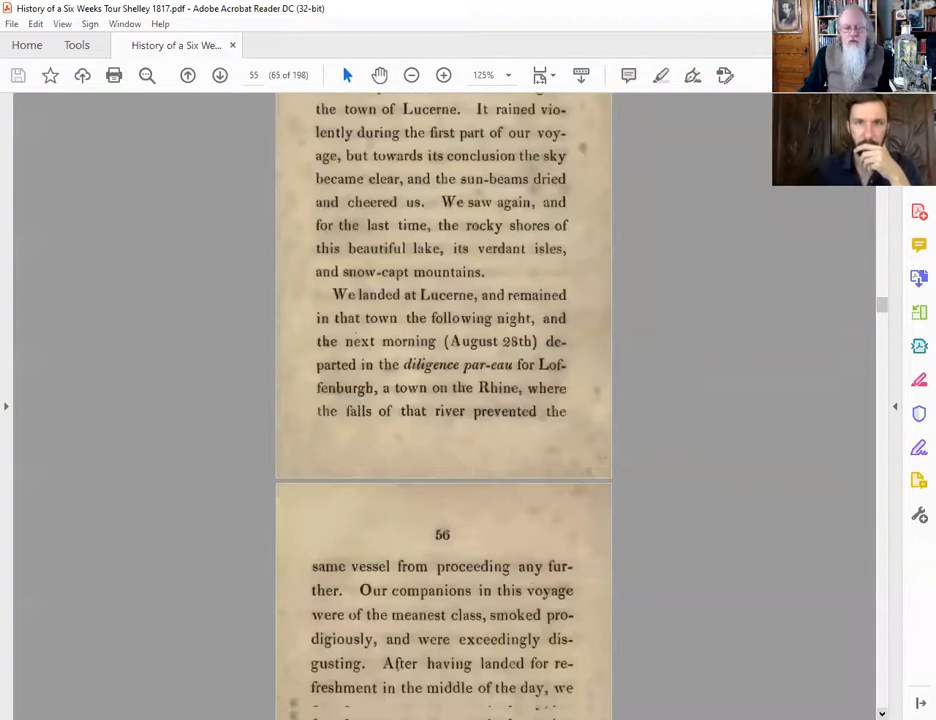 History of a Six Weeks Tour Shelley 1817.pdf - Adobe Acrobat Reader DC (32-bit)
File Edit View Sign Window Help
Home Tools History of a Six We... ×
55 (65 of 198) 125%
the town of Lucerne. It rained vio-
lently during the first part of our voy-
age, but towards its conclusion the sky
became clear, and the sun-beams dried
and cheered us. We saw again, and
for the last time, the rocky shores of
this beautiful lake, its verdant isles,
and snow-capt mountains.
We landed at Lucerne, and remained
in that town the following night, and
the next morning (August 28th) de-
parted in the diligence par-eau for Lof-
fenburgh, a town on the Rhine, where
the falls of that river prevented the
56
same vessel from proceeding any fur-
ther. Our companions in this voyage
were of the meanest class, smoked pro-
digiously, and were exceedingly dis-
gusting. After having landed for re-
freshment in the middle of the day, we